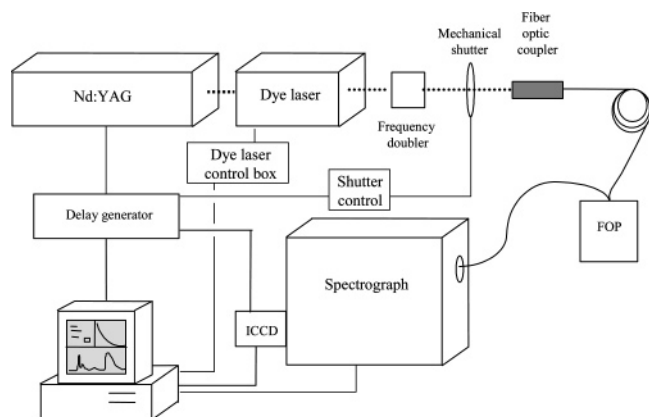 Mechanical
shutter
Fiber
optic
coupler
Nd:YAG
Dye laser
Frequency
doubler
Dye laser
control box
Shutter
control
Delay generator
FOP
Spectrograph
ICCD